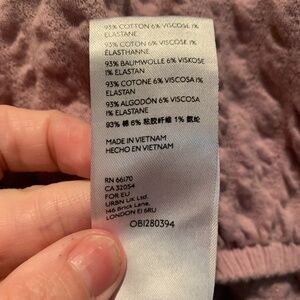 93% COTTON 6% VISCOSE 1%
ELASTANE
93% COTON 6% VISCOSE 1%
ÉLASTHANNE
93% BAUMWOLLE 6% VISKOSE
1% ELASTAN
93% COTONE 6% VISCOSA 1%
ELASTAN
93% ALGODÓN 6% VISCOSA
1% ELASTANE
93% 棉 6% 粘胶纤维 1% 氨纶
MADE IN VIETNAM
HECHO EN VIETNAM
RN 66170
CA 32054
FOR EU
URBN UK Ltd.
146 Brick Lane,
LONDON E1 6RU
OB1280394